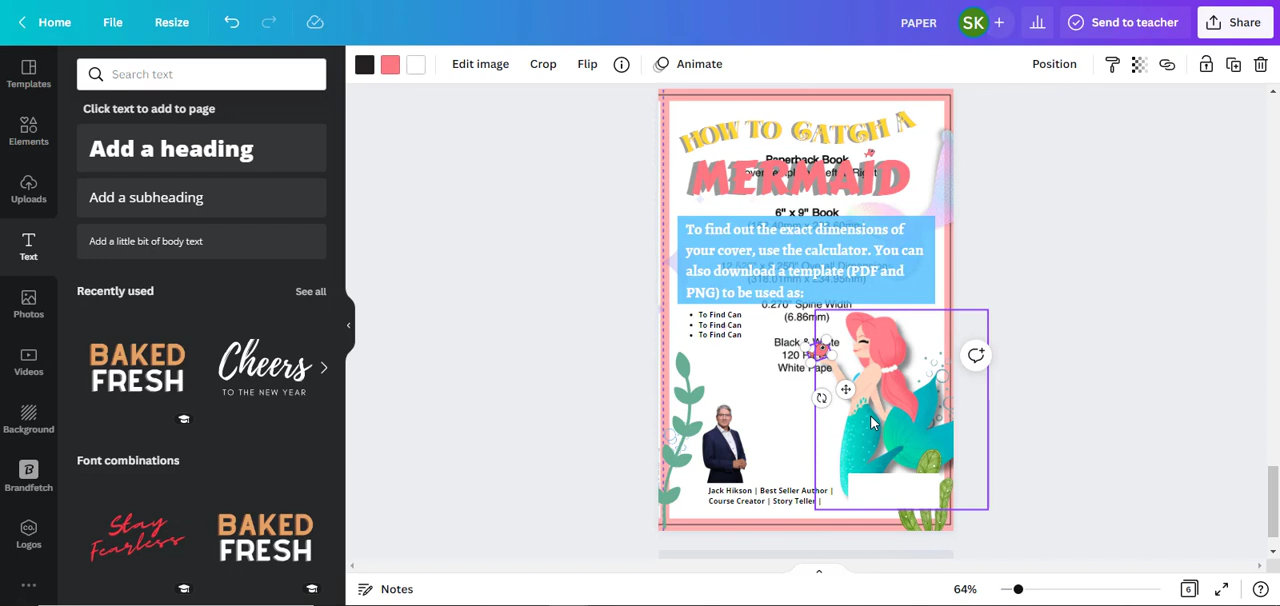 Home File Resize PAPER SK + Send to teacher Share
Templates
Elements
Uploads
Text
Photos
Videos
Background
Brandfetch
Logos
Search text
Click text to add to page
Add a heading
Add a subheading
Add a little bit of body text
Recently used See all
BAKED FRESH
Cheers
TO THE NEW YEAR
Font combinations
Stay Fearless
BAKED FRESH
Edit image Crop Flip Animate Position
HOW TO CATCH A
Paperback Book
MERMAID
6" x 9" Book
To find out the exact dimensions of
your cover, use the calculator. You can
also download a template (PDF and
PNG) to be used as:
0.270" Spine Width
(6.86mm)
• To Find Can
• To Find Can
• To Find Can
Black & White
120
White Pape
Jack Hikson | Best Seller Author |
Course Creator | Story Teller |
Notes 64% 6 ?